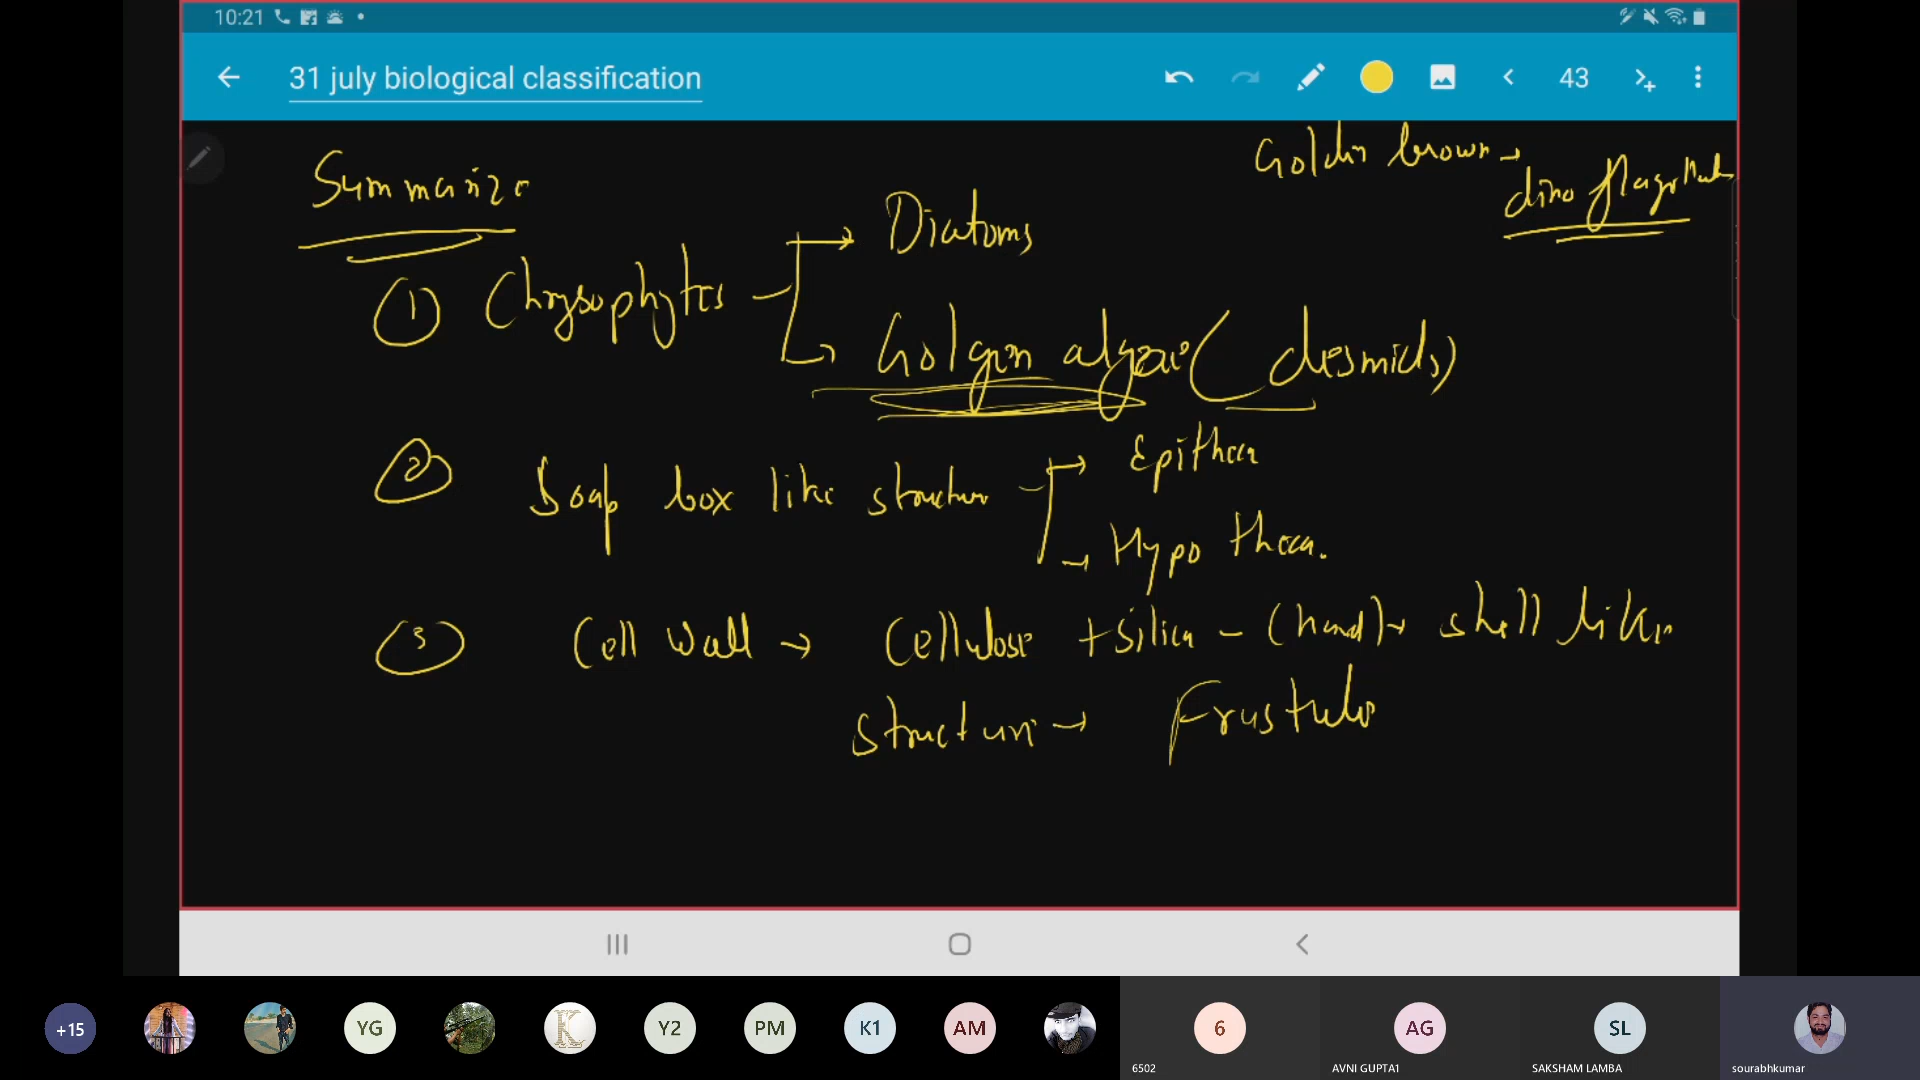 10:21
31 july biological classification
43
Goldin brown →
dino flagellate
Summarize
① Chrysophytes → Diatoms
→ Golgen algae (desmids)
② Soap box like structure → Epitheca
→ Hypo theca.
③ Cell wall → Cellulose + silica - (hard) → shell like
structure → Frustule
+15
YG
K
Y2
PM
K1
AM
6
AG
SL
6502
AVNI GUPTA1
SAKSHAM LAMBA
sourabhkumar